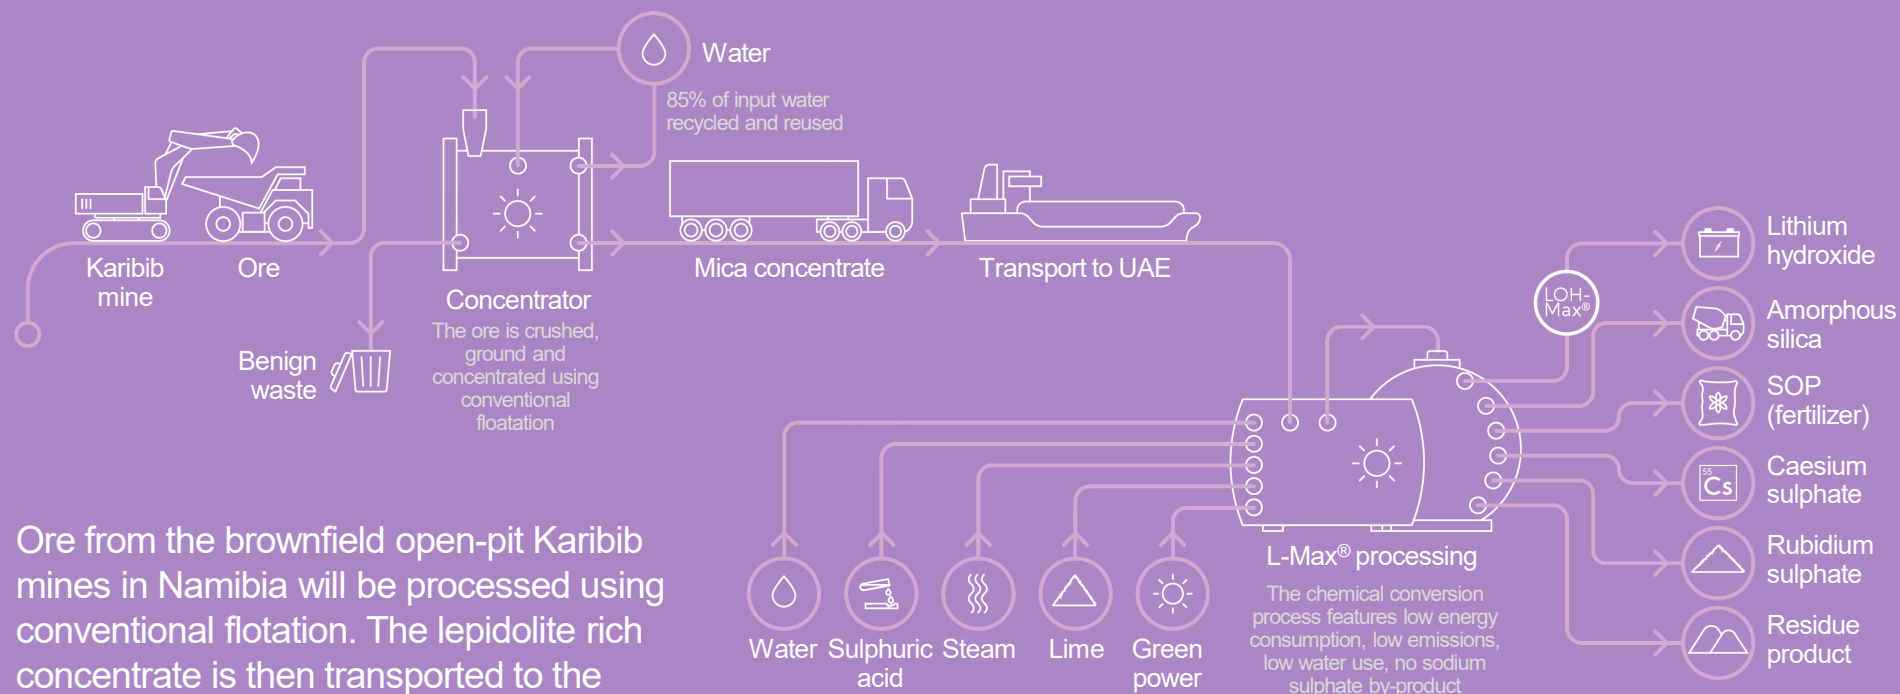 Water
85% of input water
recycled and reused
Karibib
mine
Ore
Concentrator
The ore is crushed,
ground and
concentrated using
conventional
floatation
Benign
waste
Mica concentrate
Transport to UAE
LOH-
Max®
Lithium
hydroxide
Amorphous
silica
SOP
(fertilizer)
55
Cs
Caesium
sulphate
Rubidium
sulphate
Residue
product
Water
Sulphuric
acid
Steam
Lime
Green
power
L-Max® processing
The chemical conversion
process features low energy
consumption, low emissions,
low water use, no sodium
sulphate by-product
Ore from the brownfield open-pit Karibib
mines in Namibia will be processed using
conventional flotation. The lepidolite rich
concentrate is then transported to the